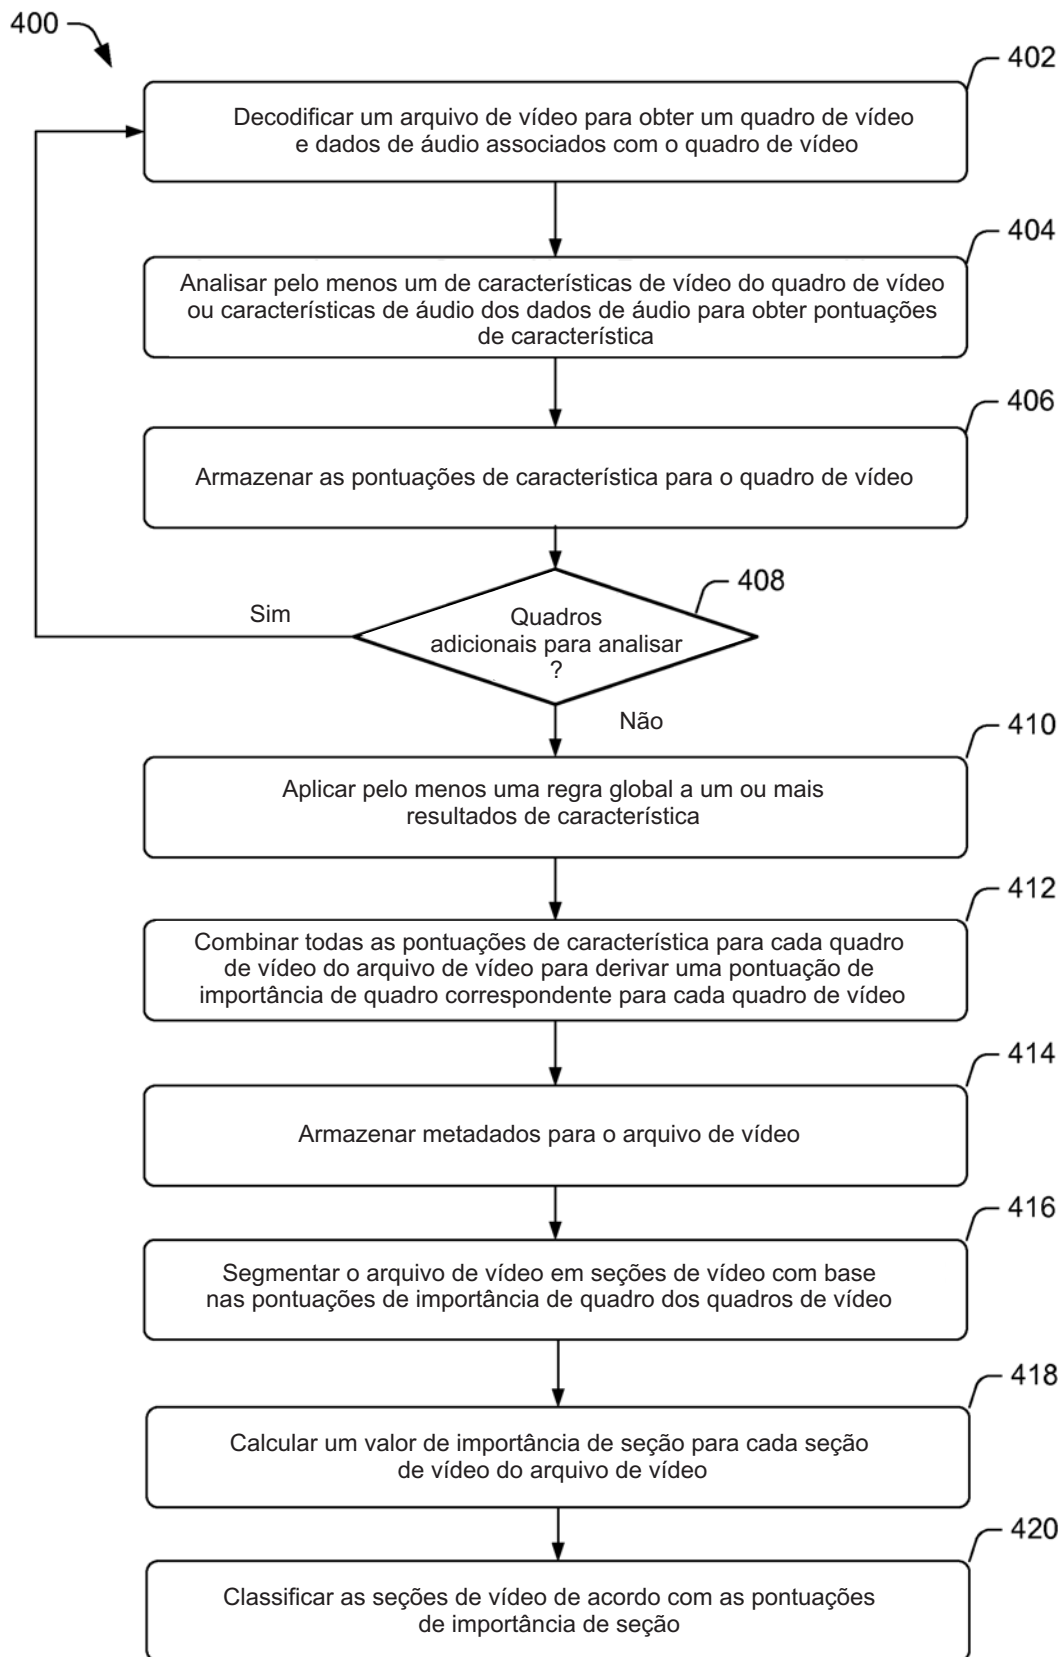 400
402
Decodificar um arquivo de vídeo para obter um quadro de vídeo
e dados de áudio associados com o quadro de vídeo
404
Analisar pelo menos um de características de vídeo do quadro de vídeo
ou características de áudio dos dados de áudio para obter pontuações
de característica
406
Armazenar as pontuações de característica para o quadro de vídeo
408
Sim
Quadros
adicionais para analisar
?
Não
410
Aplicar pelo menos uma regra global a um ou mais
resultados de característica
412
Combinar todas as pontuações de característica para cada quadro
de vídeo do arquivo de vídeo para derivar uma pontuação de
importância de quadro correspondente para cada quadro de vídeo
414
Armazenar metadados para o arquivo de vídeo
416
Segmentar o arquivo de vídeo em seções de vídeo com base
nas pontuações de importância de quadro dos quadros de vídeo
418
Calcular um valor de importância de seção para cada seção
de vídeo do arquivo de vídeo
420
Classificar as seções de vídeo de acordo com as pontuações
de importância de seção